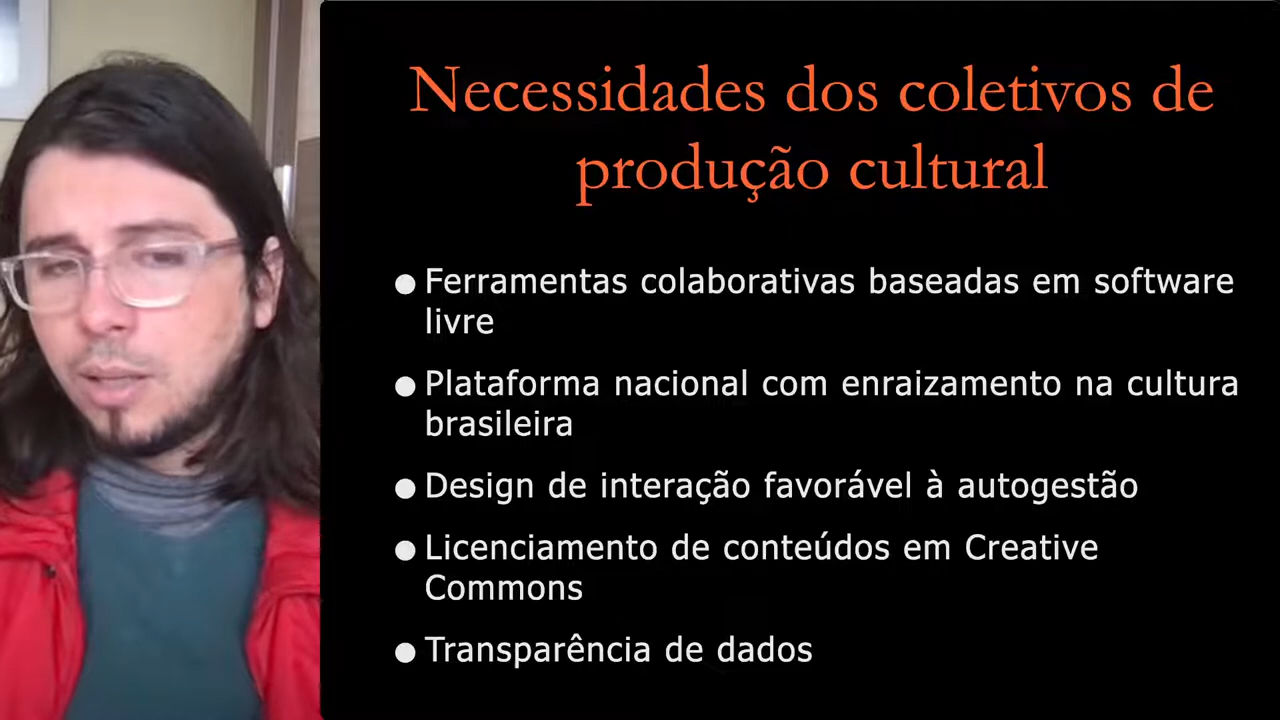 Necessidades dos coletivos de
produção cultural
● Ferramentas colaborativas baseadas em software
livre
● Plataforma nacional com enraizamento na cultura
brasileira
● Design de interação favorável à autogestão
● Licenciamento de conteúdos em Creative
Commons
● Transparência de dados